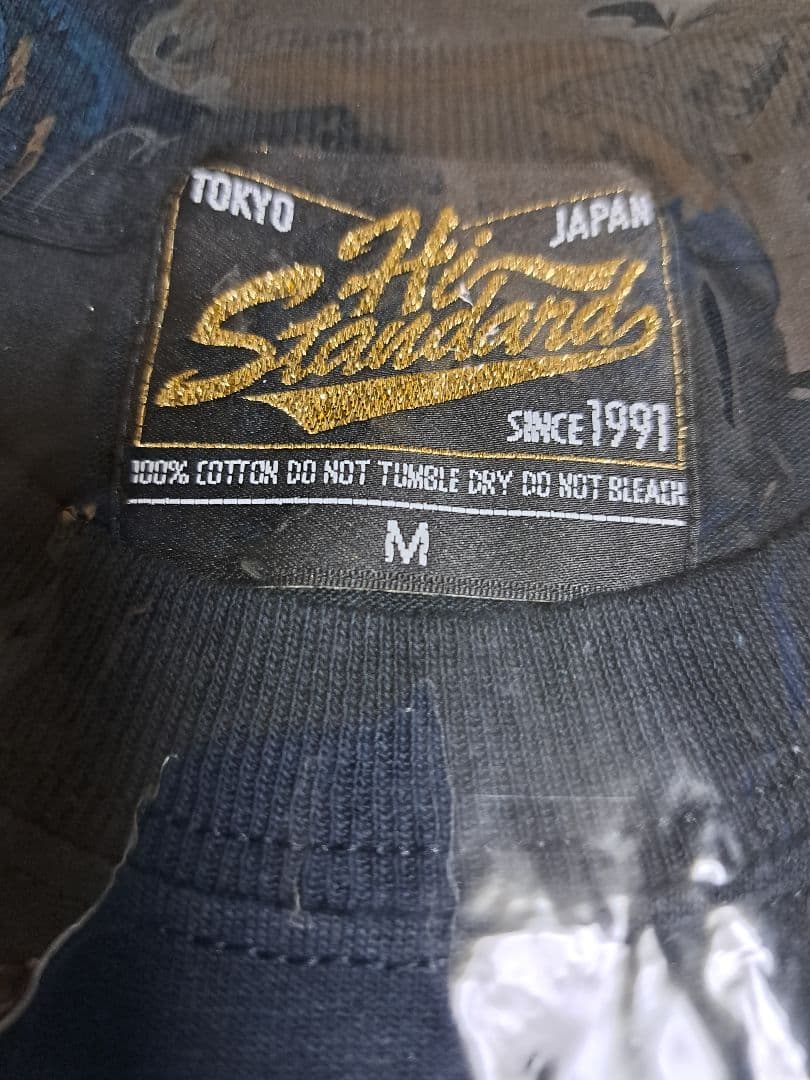 TOKYO
JAPAN
Hi
Standard
SINCE 1991
100% COTTON DO NOT TUMBLE DRY DO NOT BLEACH
M